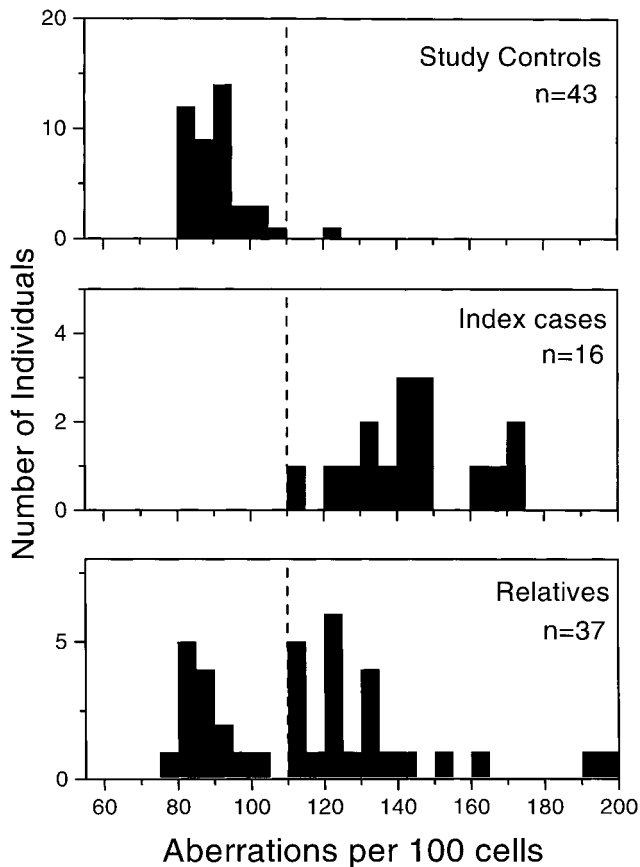 Number of Individuals
20
10
0
Study Controls
n=43
4
2
0
Index cases
n=16
5
0
Relatives
n=37
60 80 100 120 140 160 180 200
Aberrations per 100 cells